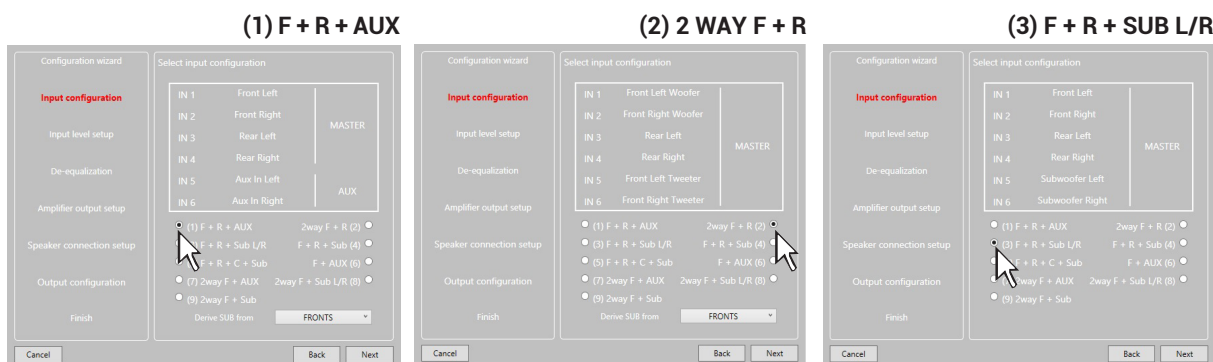 (1) F + R + AUX
Configuration wizard
Input configuration
Input level setup
De-equalization
Amplifier output setup
Speaker connection setup
Output configuration
Finish
Select input configuration
IN 1 Front Left
IN 2 Front Right
IN 3 Rear Left
IN 4 Rear Right
MASTER
IN 5 Aux In Left
IN 6 Aux In Right
AUX
(1) F + R + AUX 2way F + R (2)
) F + R + Sub L/R F + R + Sub (4)
F + R + C + Sub F + AUX (6)
(7) 2way F + AUX 2way F + Sub L/R (8)
(9) 2way F + Sub
Derive SUB from FRONTS
Cancel Back Next
(2) 2 WAY F + R
Configuration wizard
Input configuration
Input level setup
De-equalization
Amplifier output setup
Speaker connection setup
Output configuration
Finish
Select input configuration
IN 1 Front Left Woofer
IN 2 Front Right Woofer
IN 3 Rear Left
IN 4 Rear Right
IN 5 Front Left Tweeter
IN 6 Front Right Tweeter
MASTER
(1) F + R + AUX 2way F + R (2)
(3) F + R + Sub L/R F + R + Sub (4)
(5) F + R + C + Sub F + AUX (6)
(7) 2way F + AUX 2way F + Sub L/R (8)
(9) 2way F + Sub
Derive SUB from FRONTS
Cancel Back Next
(3) F + R + SUB L/R
Configuration wizard
Input configuration
Input level setup
De-equalization
Amplifier output setup
Speaker connection setup
Output configuration
Finish
Select input configuration
IN 1 Front Left
IN 2 Front Right
IN 3 Rear Left
IN 4 Rear Right
IN 5 Subwoofer Left
IN 6 Subwoofer Right
MASTER
(1) F + R + AUX 2way F + R (2)
(3) F + R + Sub L/R F + R + Sub (4)
F + R + C + Sub F + AUX (6)
2way F + AUX 2way F + Sub L/R (8)
(9) 2way F + Sub
Cancel Back Next